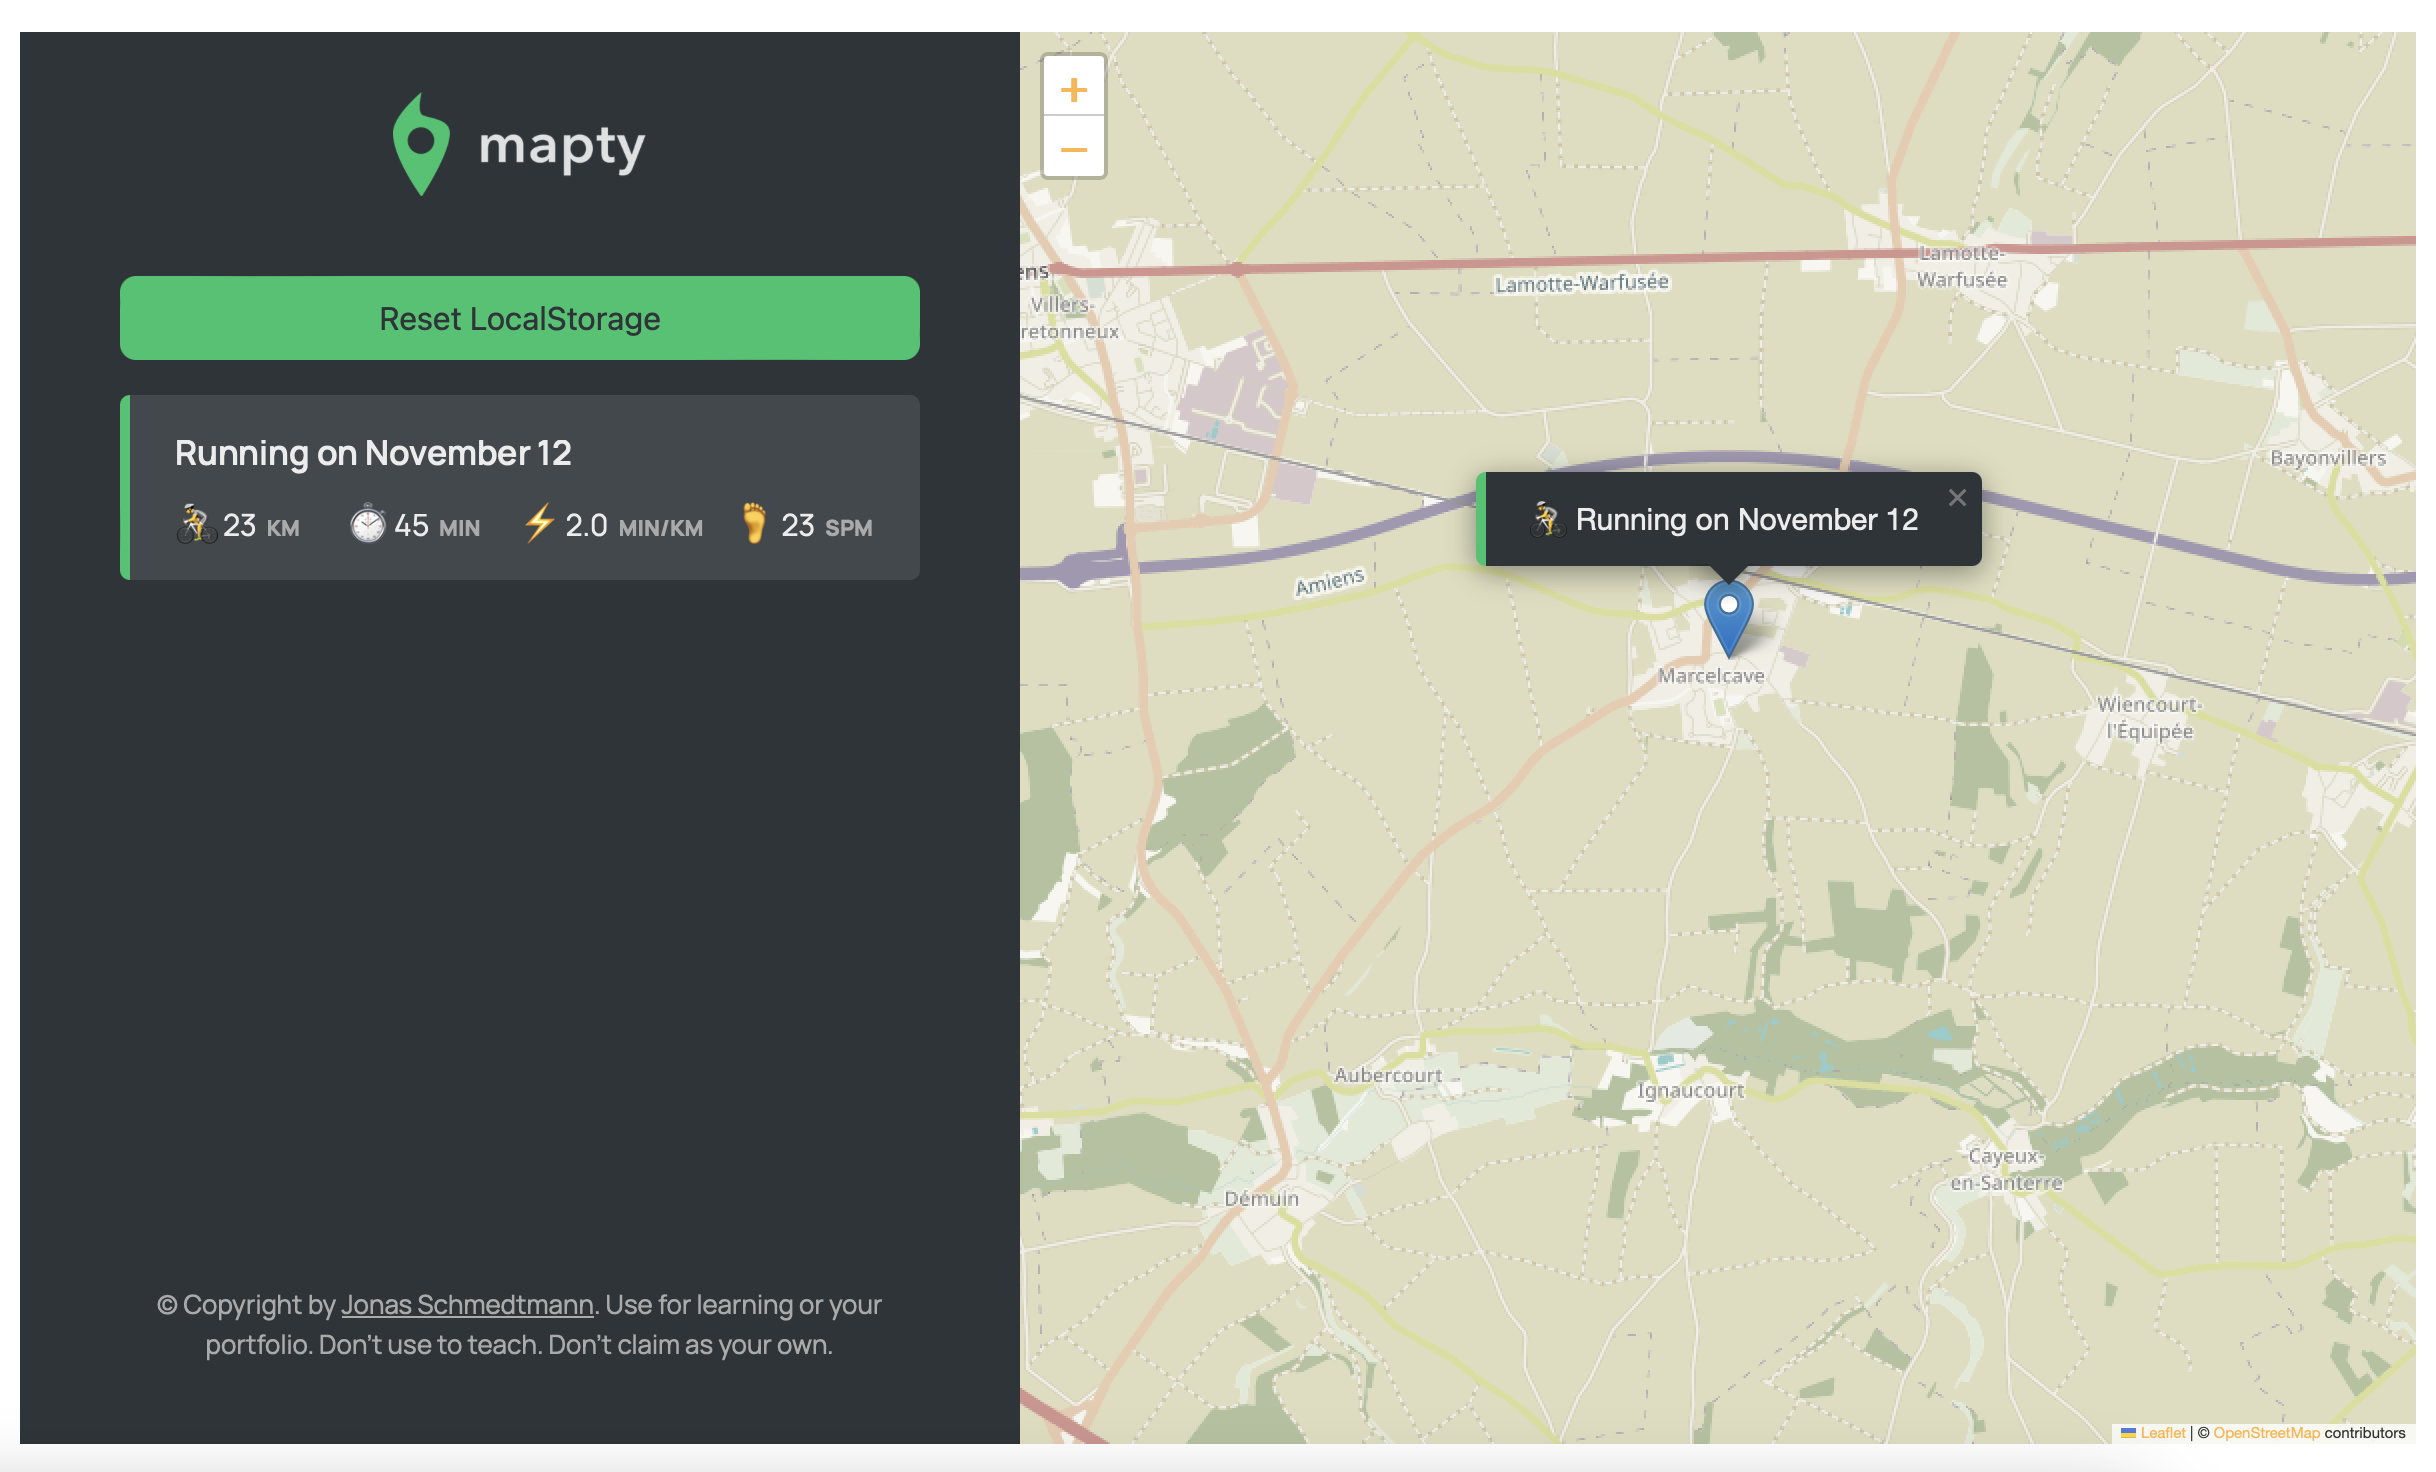 mapty
Reset LocalStorage
Running on November 12
🚴 23 KM ⏱ 45 MIN ⚡️ 2.0 MIN/KM 🦶 23 SPM
© Copyright by Jonas Schmedtmann. Use for learning or your
portfolio. Don’t use to teach. Don’t claim as your own.
+
−
Lamotte-
Warfusée
ens
Lamotte-Warfusée
Villers-
retonneux
Bayonvillers
🚴 Running on November 12 ×
Amiens
Marcelcave
Wiencourt-
l'Équipée
Aubercourt
Ignaucourt
Cayeux-
en-Santerre
Démuin
Leaflet | © OpenStreetMap contributors